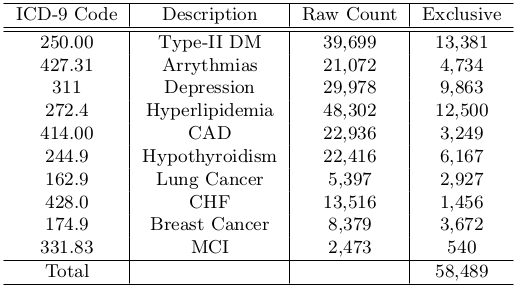 ICD-9 Code Description Raw Count Exclusive
250.00 Type-II DM 39,699 13,381
427.31 Arrythmias 21,072 4,734
311 Depression 29,978 9,863
272.4 Hyperlipidemia 48,302 12,500
414.00 CAD 22,936 3,249
244.9 Hypothyroidism 22,416 6,167
162.9 Lung Cancer 5,397 2,927
428.0 CHF 13,516 1,456
174.9 Breast Cancer 8,379 3,672
331.83 MCI 2,473 540
Total 58,489